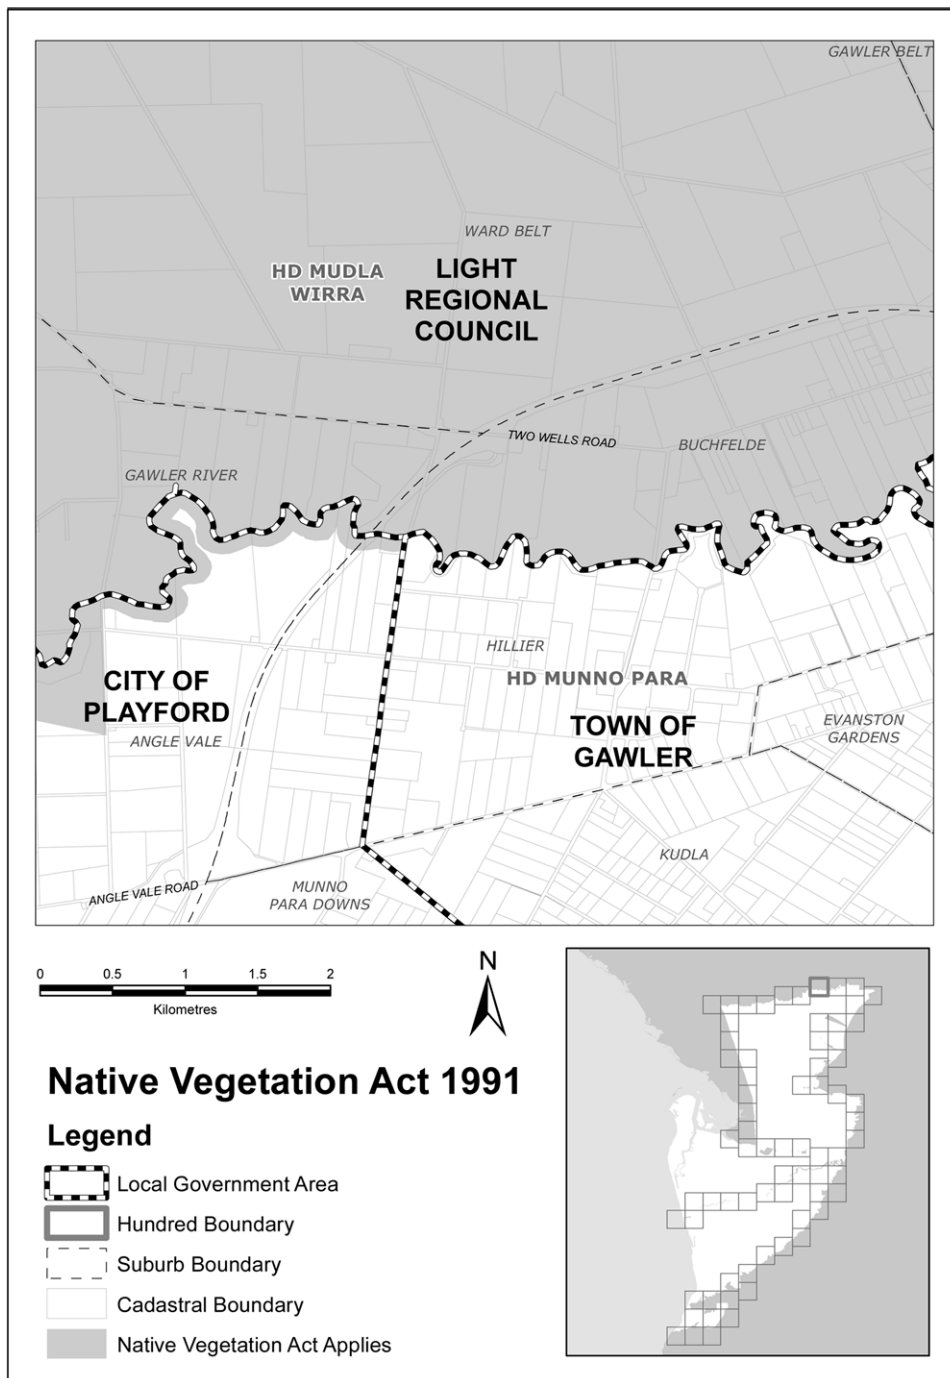 GAWLER BELT
WARD BELT
HD MUDLA
WIRRA
LIGHT
REGIONAL
COUNCIL
TWO WELLS ROAD
BUCHFELDE
GAWLER RIVER
HILLIER
HD MUNNO PARA
CITY OF
PLAYFORD
ANGLE VALE
TOWN OF
GAWLER
EVANSTON
GARDENS
KUDLA
ANGLE VALE ROAD
MUNNO
PARA DOWNS
0 0.5 1 1.5 2
Kilometres
N
Native Vegetation Act 1991
Legend
Local Government Area
Hundred Boundary
Suburb Boundary
Cadastral Boundary
Native Vegetation Act Applies